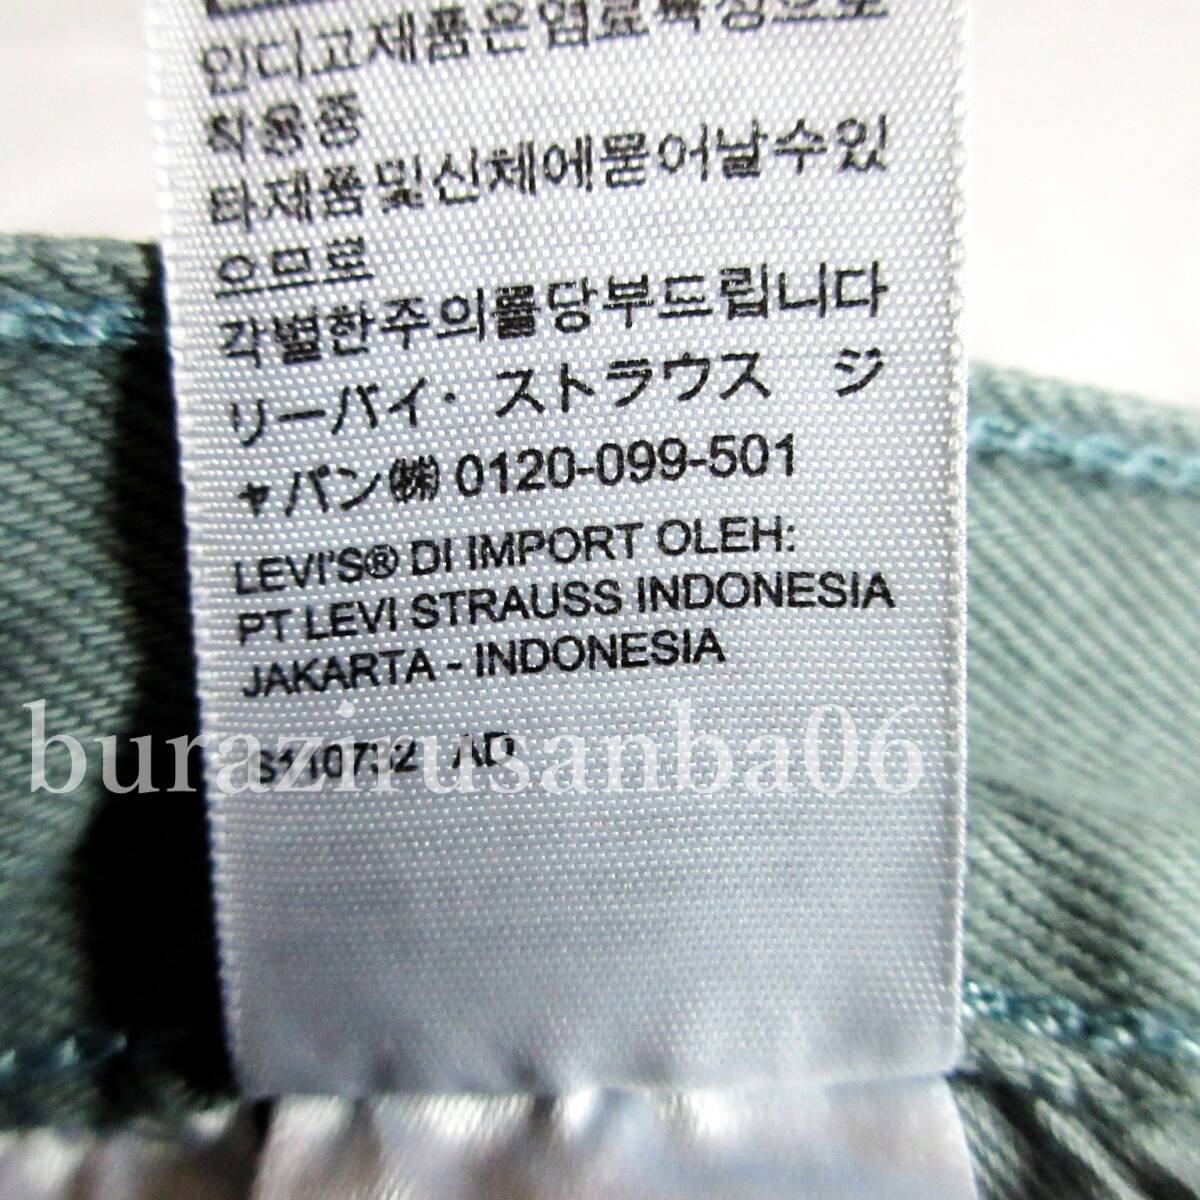 인디고제품은염료특성으로
착용중
타제품및신체에묻어날수있
으므로
각별한주의를당부드립니다
リーバイ・ストラウス ジ
ャパン㈱ 0120-099-501
LEVI'S® DI IMPORT OLEH:
PT LEVI STRAUSS INDONESIA
JAKARTA - INDONESIA
S110732 AD
burazirusanba06